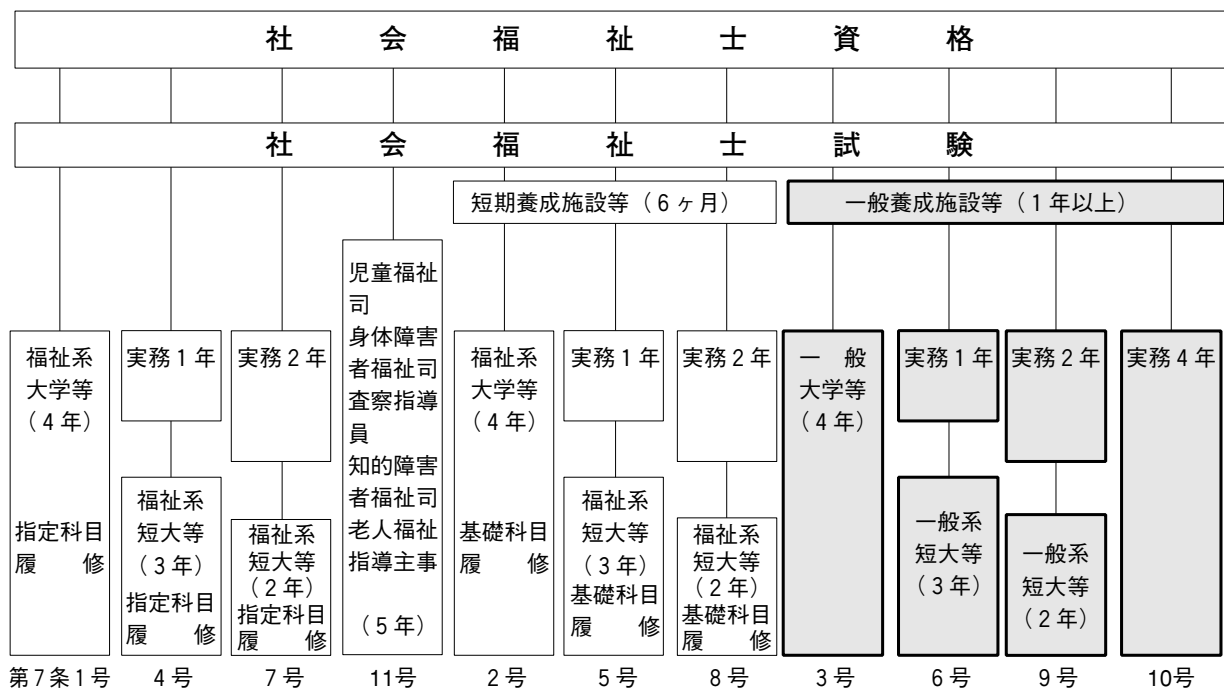 社会福祉士資格
社会福祉士試験
短期養成施設等（6ヶ月）
一般養成施設等（1年以上）
福祉系
大学等
（4年）
指定科目
履修
第7条1号
実務1年
福祉系
短大等
（3年）
指定科目
履修
4号
実務2年
福祉系
短大等
（2年）
指定科目
履修
7号
児童福祉
司
身体障害
者福祉司
査察指導
員
知的障害
者福祉司
老人福祉
指導主事
（5年）
11号
福祉系
大学等
（4年）
基礎科目
履修
2号
実務1年
福祉系
短大等
（3年）
基礎科目
履修
5号
実務2年
福祉系
短大等
（2年）
基礎科目
履修
8号
一般
大学等
（4年）
3号
実務1年
一般系
短大等
（3年）
6号
実務2年
一般系
短大等
（2年）
9号
実務4年
10号